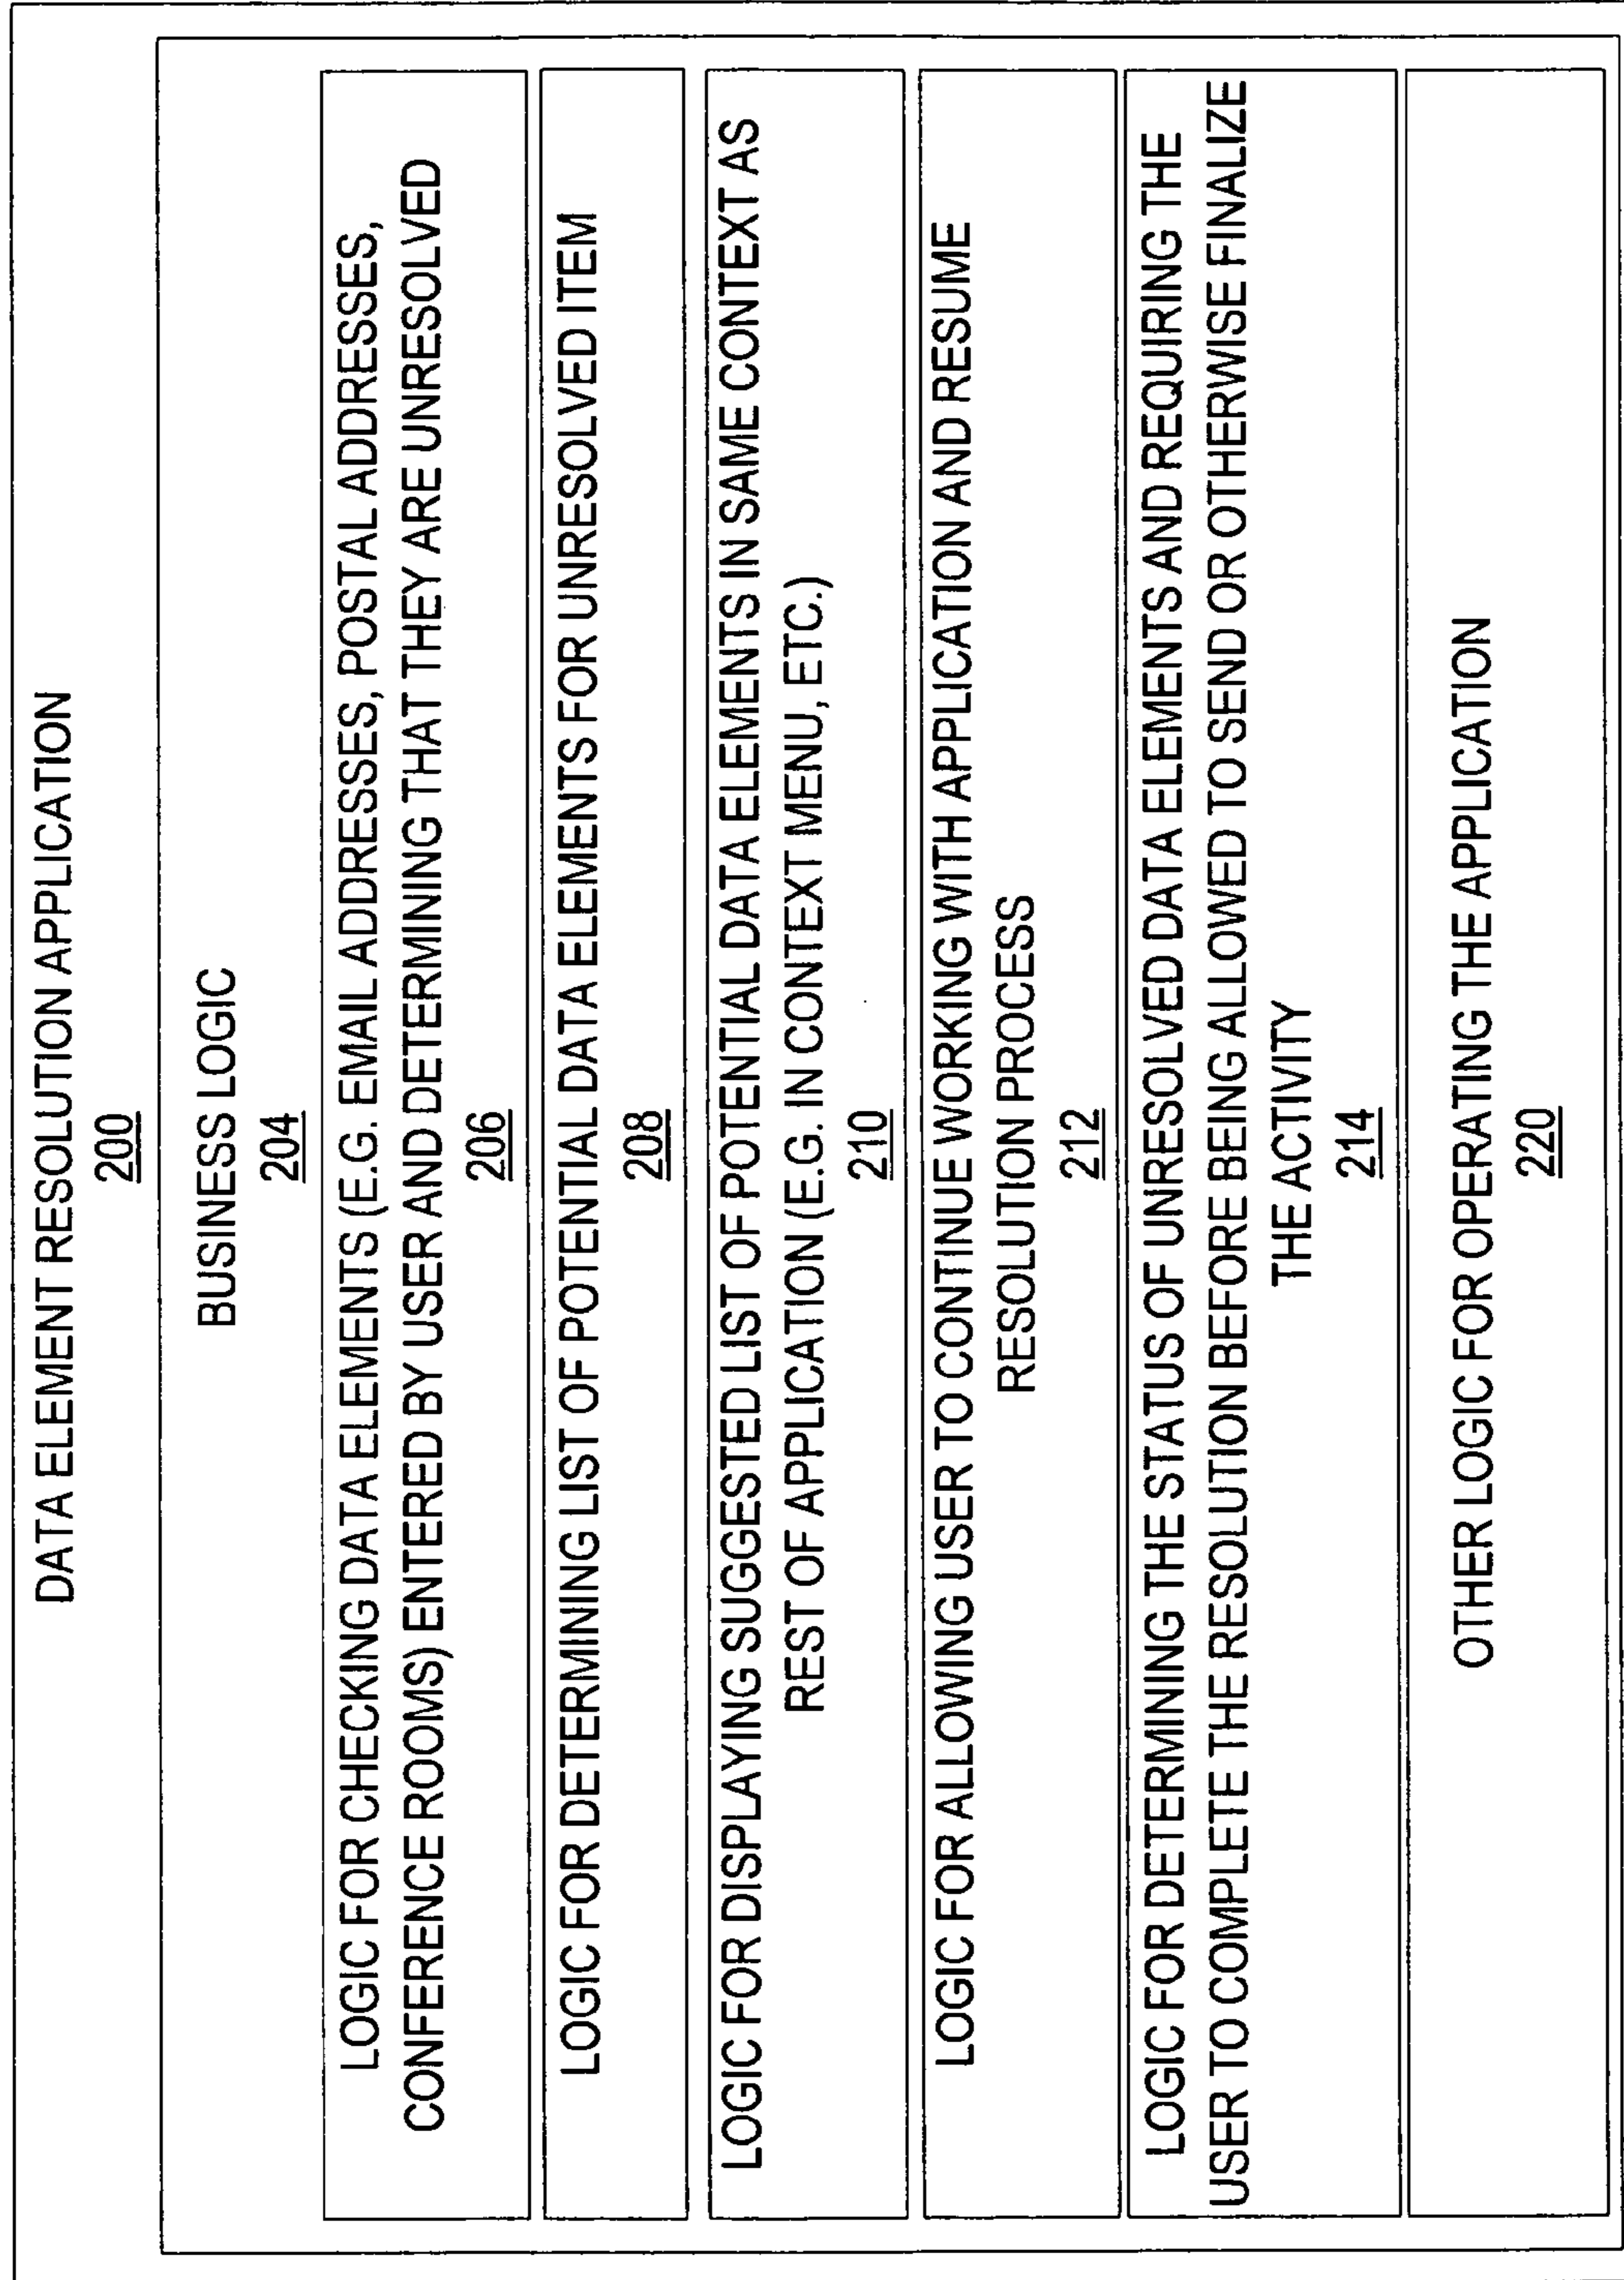 DATA ELEMENT RESOLUTION APPLICATION
200
BUSINESS LOGIC
204
LOGIC FOR CHECKING DATA ELEMENTS (E.G. EMAIL ADDRESSES, POSTAL ADDRESSES,
CONFERENCE ROOMS) ENTERED BY USER AND DETERMINING THAT THEY ARE UNRESOLVED
206
LOGIC FOR DETERMINING LIST OF POTENTIAL DATA ELEMENTS FOR UNRESOLVED ITEM
208
LOGIC FOR DISPLAYING SUGGESTED LIST OF POTENTIAL DATA ELEMENTS IN SAME CONTEXT AS
REST OF APPLICATION (E.G. IN CONTEXT MENU, ETC.)
210
LOGIC FOR ALLOWING USER TO CONTINUE WORKING WITH APPLICATION AND RESUME
RESOLUTION PROCESS
212
LOGIC FOR DETERMINING THE STATUS OF UNRESOLVED DATA ELEMENTS AND REQUIRING THE
USER TO COMPLETE THE RESOLUTION BEFORE BEING ALLOWED TO SEND OR OTHERWISE FINALIZE
THE ACTIVITY
214
OTHER LOGIC FOR OPERATING THE APPLICATION
220